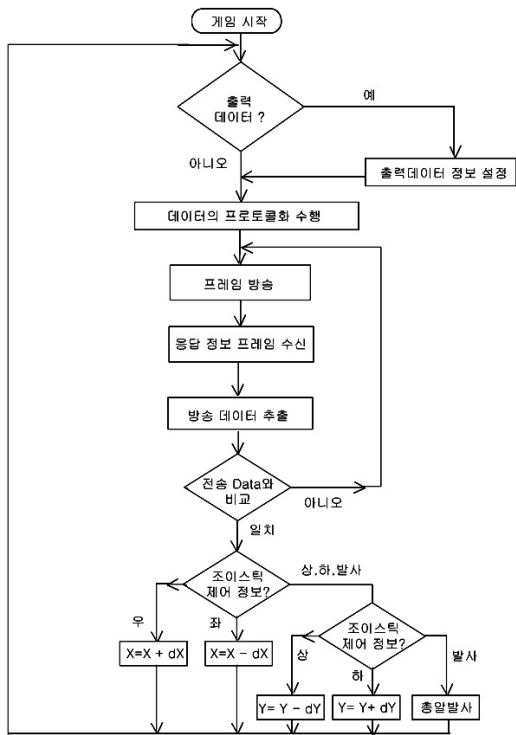 게임 시작
출력
데이터 ?
예
아니오
출력데이터 정보 설정
데이터의 프로토콜화 수행
프레임 방송
응답 정보 프레임 수신
방송 데이터 추출
전송 Data와
비교
아니오
일치
조이스틱
제어 정보?
상,하,발사
우
좌
조이스틱
제어 정보?
X=X + dX
X=X - dX
상
하
발사
Y= Y - dY
Y= Y+ dY
총알발사